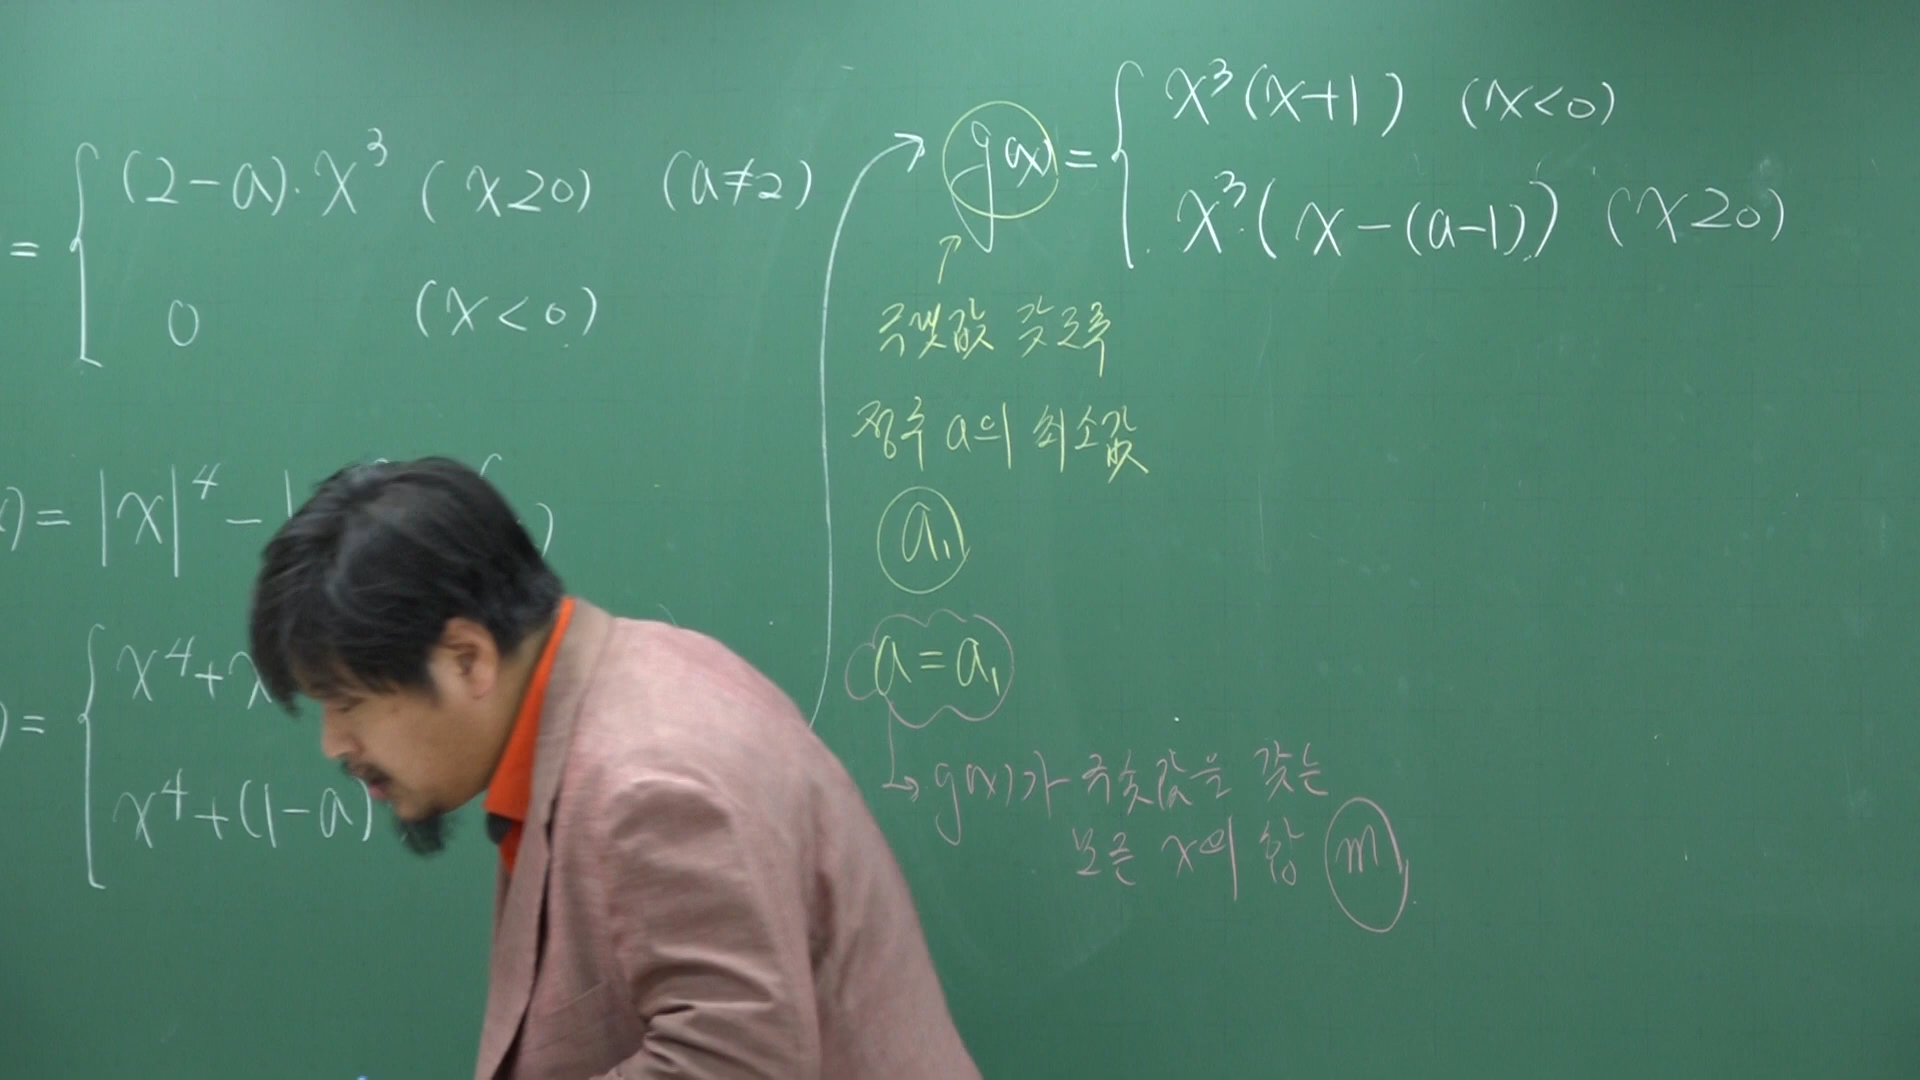 = { (2-a)·x³ (x≥0) (a≠2)
0 (x<0)
) = |x|⁴ - |
) = { x⁴+x
x⁴+(1-a)
g(x) = { x³(x+1) (x<0)
x³(x-(a-1)) (x≥0)
극댓값 갖도록
정수 a의 최소값
a₁
a = a₁
→ g(x)가 극솟값을 갖는
모든 x의 합 m